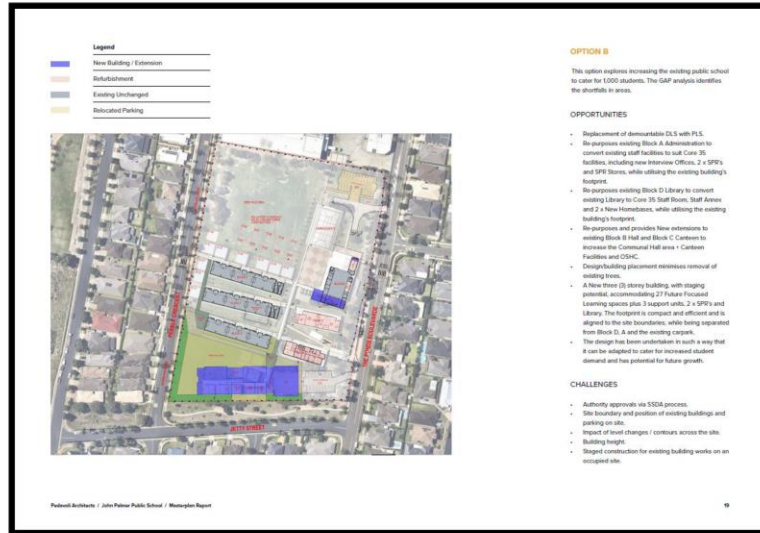 Legend
New Building / Extension
Refurbishment
Existing Unchanged
Relocated Parking
JETTY STREET
OPTION B
This option explores increasing the existing public school
to cater for 1,000 students. The GAP analysis identifies
the shortfalls in areas.
OPPORTUNITIES
• Replacement of demountable DLS with PLS.
• Re-purposes existing Block A Administration to
convert existing staff facilities to suit Core 35
facilities, including new Interview Offices, 2 x SPR's
and SPR Stores, while utilising the existing building's
footprint.
• Re-purposes existing Block D Library to convert
existing Library to Core 35 Staff Room, Staff Annex
and 2 x New Homebases, while utilising the existing
building's footprint.
• Re-purposes and provides New extensions to
existing Block B Hall and Block C Canteen to
increase the Communal Hall area + Canteen
Facilities and OSHC.
• Design/building placement minimises removal of
existing trees.
• A New three (3) storey building, with staging
potential, accommodating 27 Future Focused
Learning spaces plus 3 support units, 2 x SPR's and
Library. The footprint is compact and efficient and is
aligned to the site boundaries, while being separated
from Block D, A and the existing carpark.
• The design has been undertaken in such a way that
it can be adapted to cater for increased student
demand and has potential for future growth.
CHALLENGES
• Authority approvals via SSDA process.
• Site boundary and position of existing buildings and
parking on site.
• Impact of level changes / contours across the site.
• Building height.
• Staged construction for existing building works on an
occupied site.
Pedavoli Architects / John Palmer Public School / Masterplan Report
19